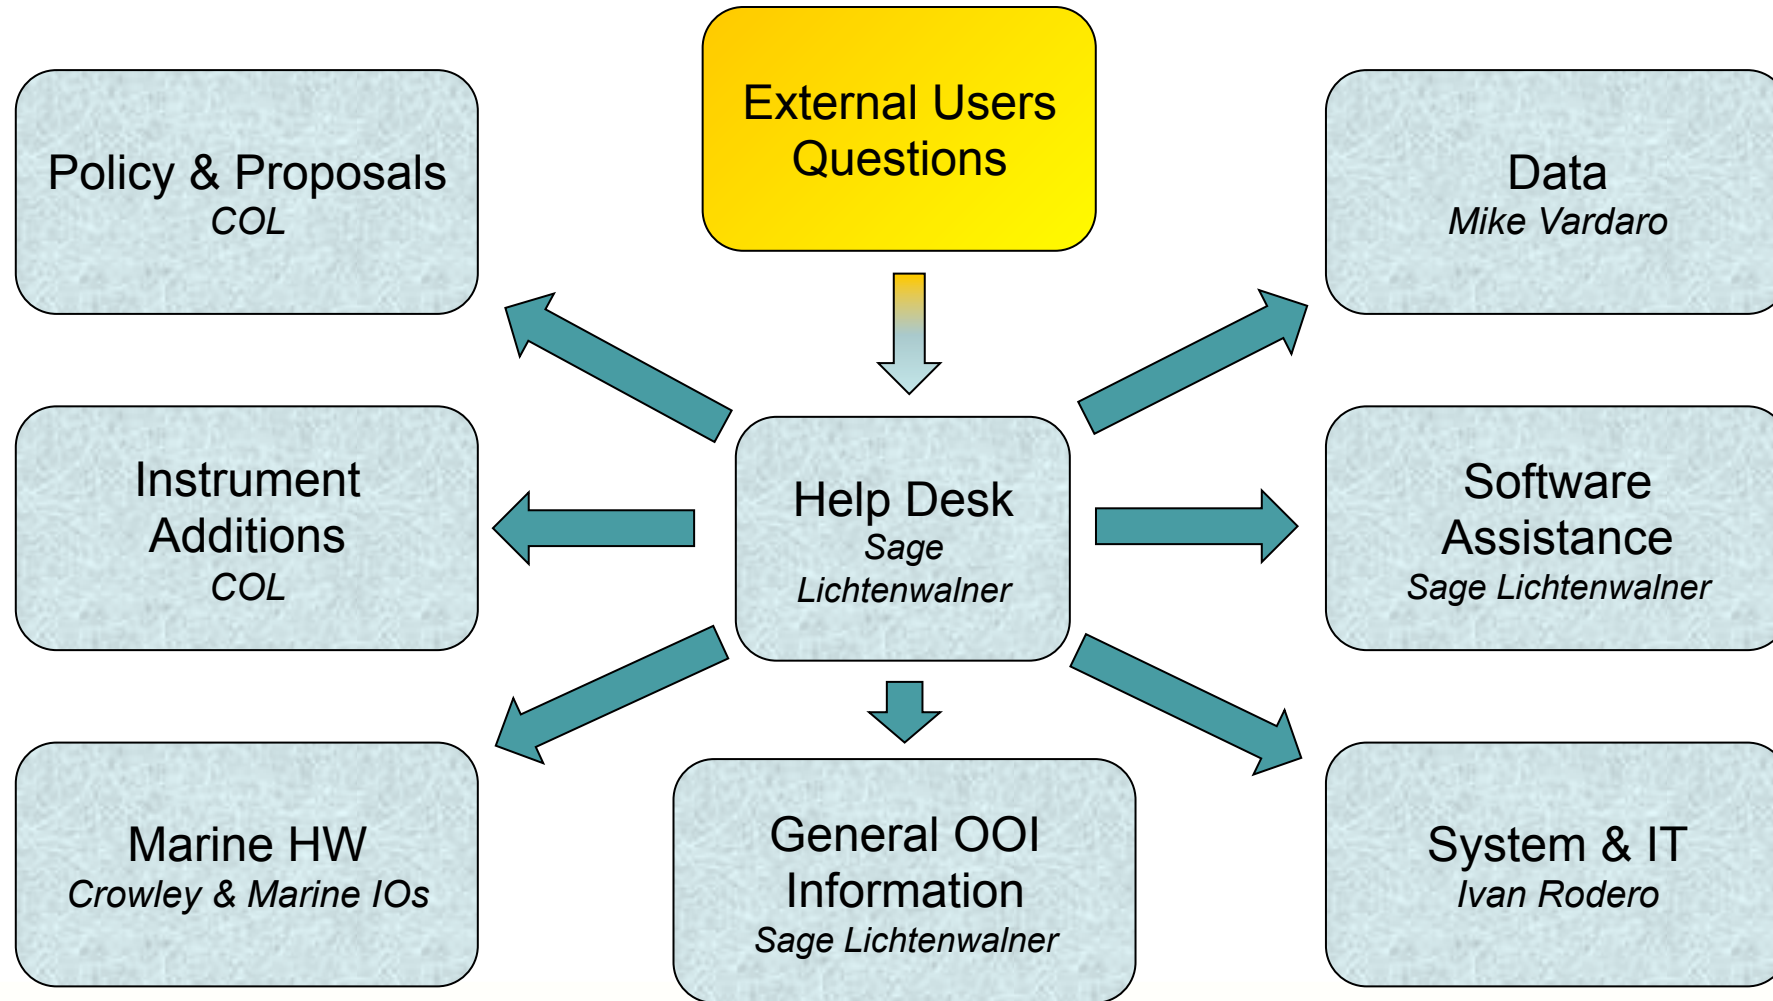 External Users
Questions
Policy & Proposals
COL
Data
Mike Vardaro
Instrument
Additions
COL
Help Desk
Sage
Lichtenwalner
Software
Assistance
Sage Lichtenwalner
Marine HW
Crowley & Marine IOs
General OOI
Information
Sage Lichtenwalner
System & IT
Ivan Rodero